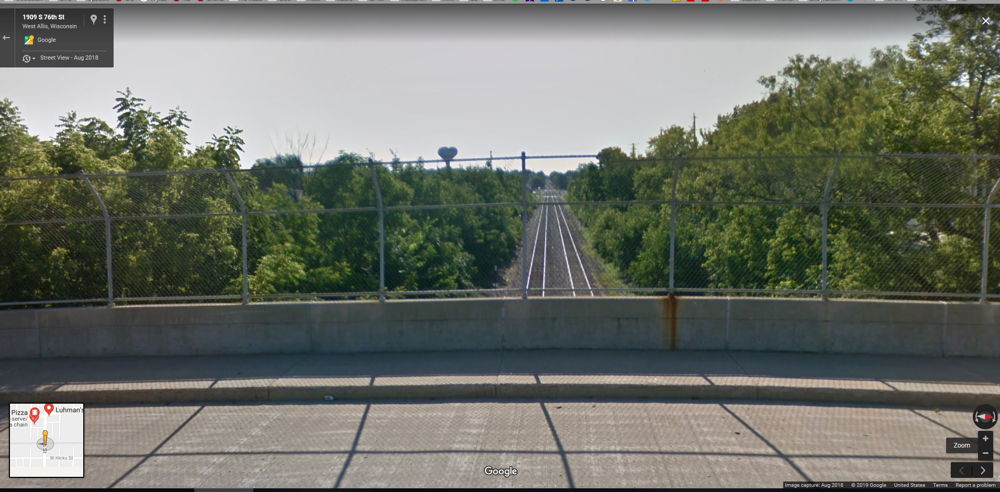 1909 S 76th St
West Allis, Wisconsin
Google
Street View - Aug 2018
Pizza
-serve/
a chain
Luhman's
St
W Hicks St
Zoom
Google
Image capture: Aug 2018 © 2019 Google United States Terms Report a problem